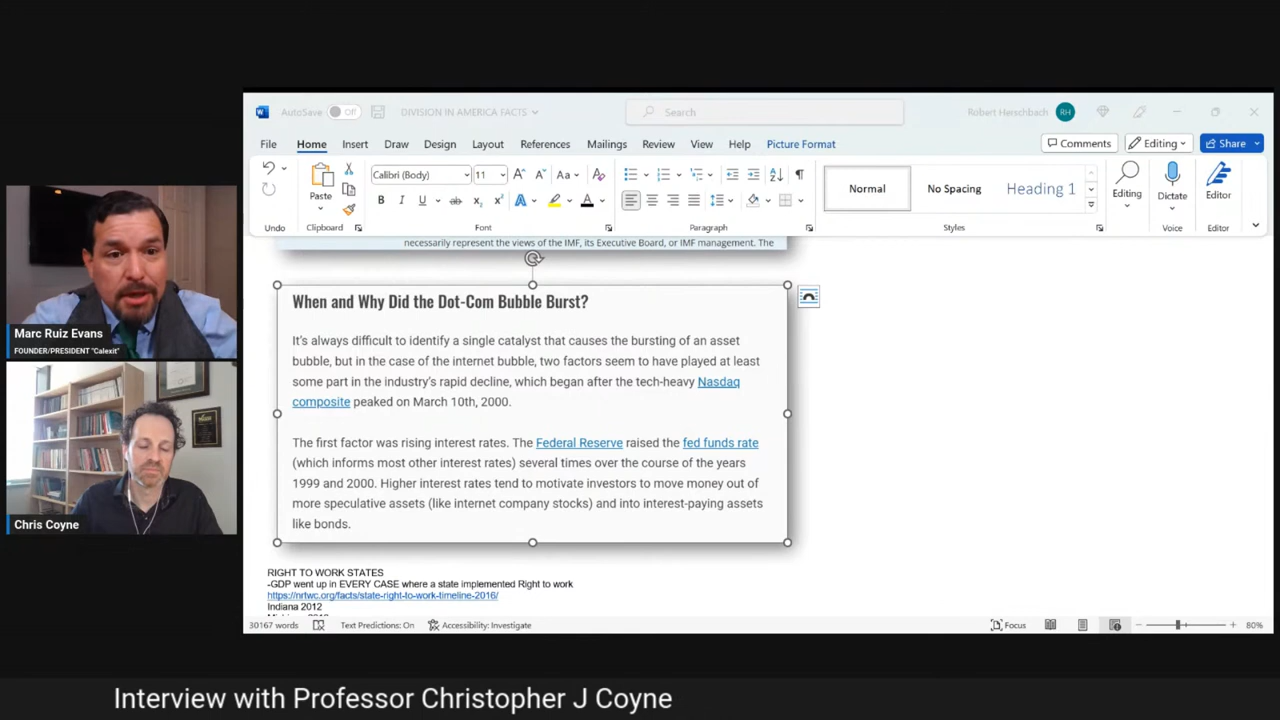 AutoSave Off DIVISION IN AMERICA FACTS Search Robert Herschbach RH
File Home Insert Draw Design Layout References Mailings Review View Help Picture Format Comments Editing Share
Paste Calibri (Body) 11 A A Aa A Normal No Spacing Heading 1 Editing Dictate Editor
B I U ab x₂ x² A A
Undo Clipboard Font Paragraph Styles Voice Editor
necessarily represent the views of the IMF, its Executive Board, or IMF management. The
When and Why Did the Dot-Com Bubble Burst?
It's always difficult to identify a single catalyst that causes the bursting of an asset
bubble, but in the case of the internet bubble, two factors seem to have played at least
some part in the industry's rapid decline, which began after the tech-heavy Nasdaq
composite peaked on March 10th, 2000.
The first factor was rising interest rates. The Federal Reserve raised the fed funds rate
(which informs most other interest rates) several times over the course of the years
1999 and 2000. Higher interest rates tend to motivate investors to move money out of
more speculative assets (like internet company stocks) and into interest-paying assets
like bonds.
RIGHT TO WORK STATES
-GDP went up in EVERY CASE where a state implemented Right to work
https://nrtwc.org/facts/state-right-to-work-timeline-2016/
Indiana 2012
30167 words Text Predictions: On Accessibility: Investigate Focus 80%
Marc Ruiz Evans
FOUNDER/PRESIDENT "Calexit"
Chris Coyne
Interview with Professor Christopher J Coyne